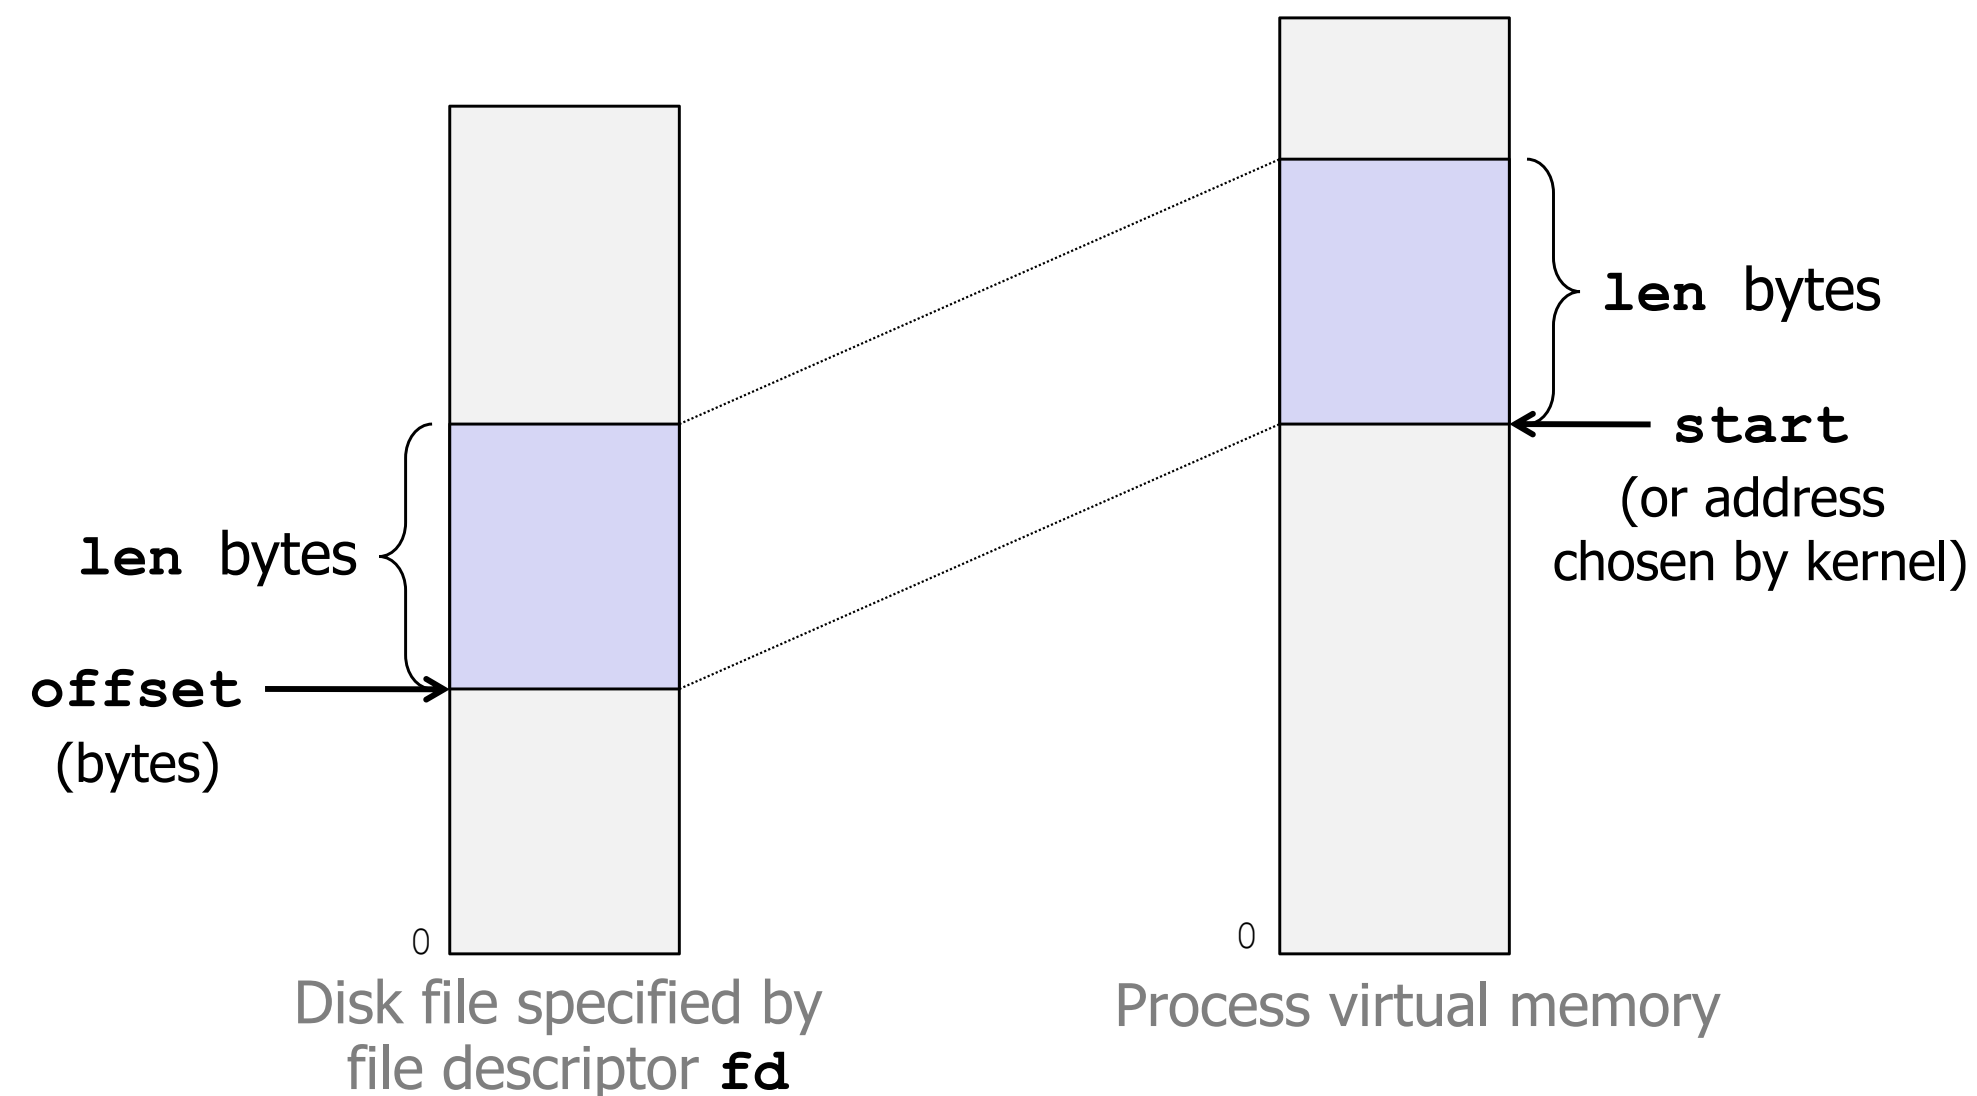 len bytes
start
(or address
chosen by kernel)
len bytes
offset
(bytes)
0
0
Disk file specified by
file descriptor fd
Process virtual memory